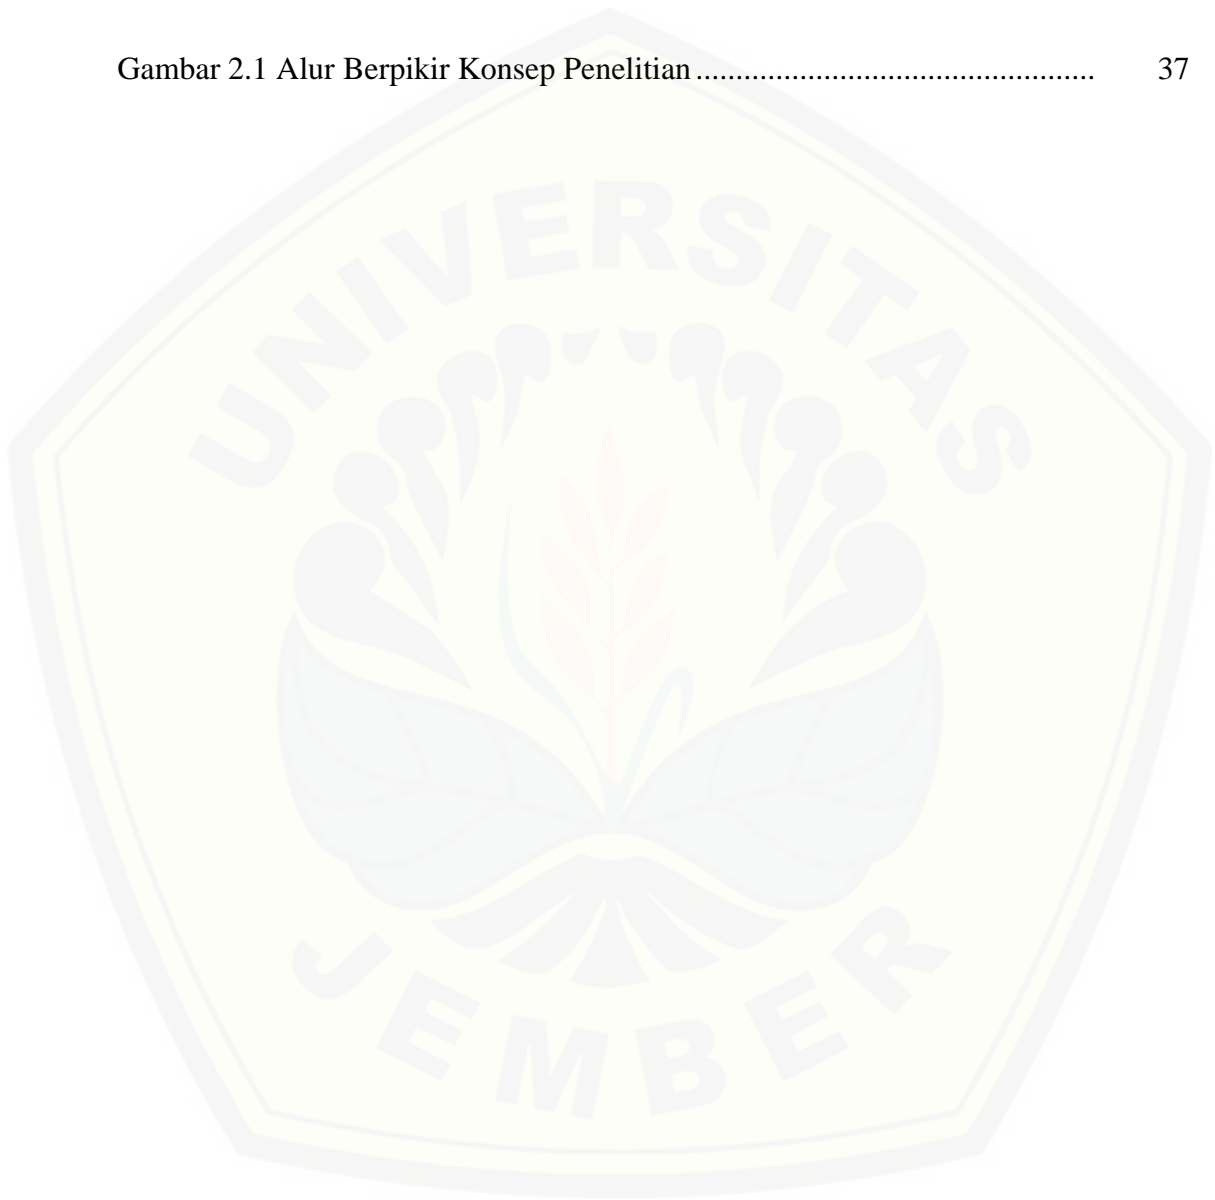 Gambar 2.1 Alur Berpikir Konsep Penelitian .................................................. 37
UNIVERSITAS
JEMBER